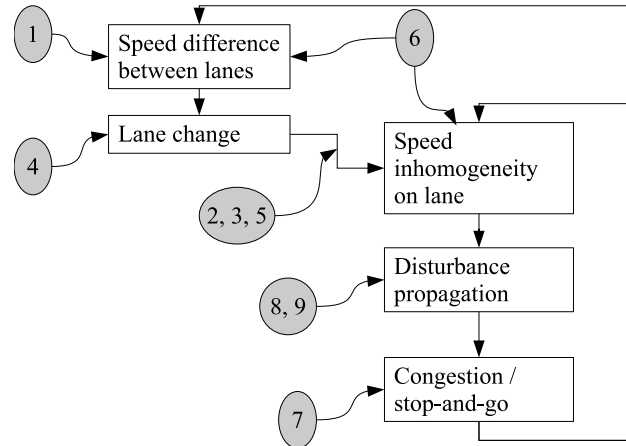 1
Speed difference
between lanes
6
Lane change
4
Speed
inhomogeneity
on lane
2, 3, 5
Disturbance
propagation
8, 9
Congestion /
stop-and-go
7